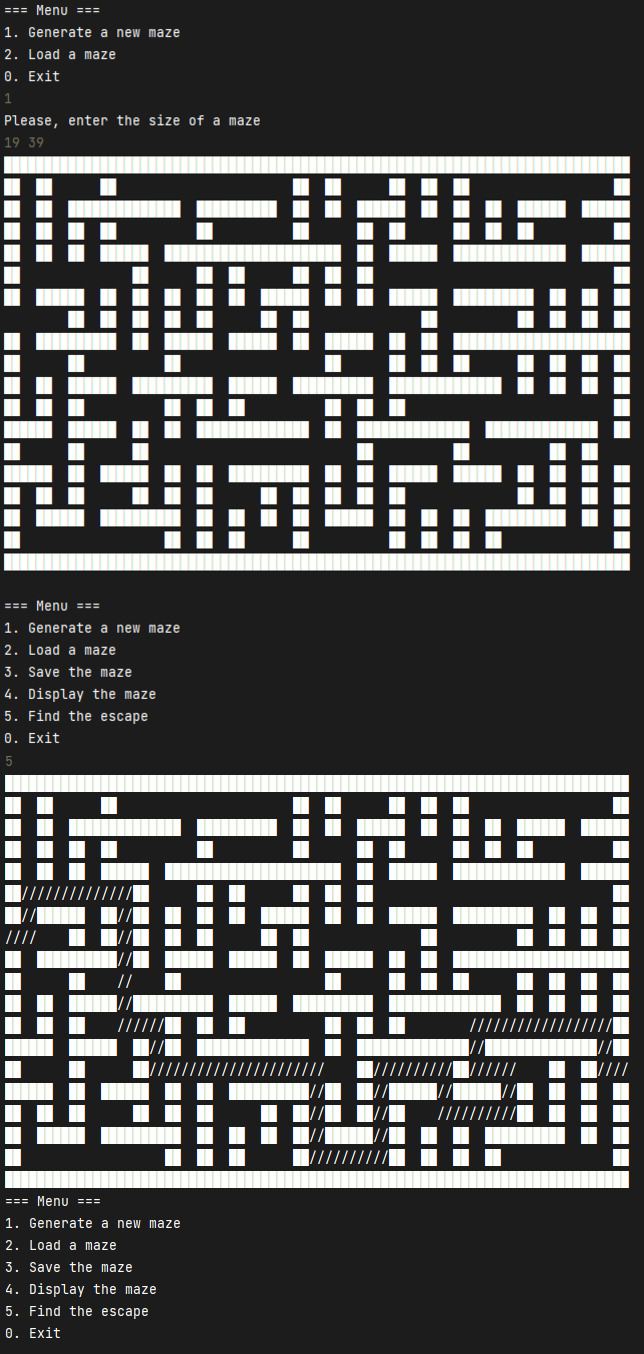 === Menu ===
1. Generate a new maze
2. Load a maze
0. Exit
1
Please, enter the size of a maze
19 39
=== Menu ===
1. Generate a new maze
2. Load a maze
3. Save the maze
4. Display the maze
5. Find the escape
0. Exit
5
=== Menu ===
1. Generate a new maze
2. Load a maze
3. Save the maze
4. Display the maze
5. Find the escape
0. Exit